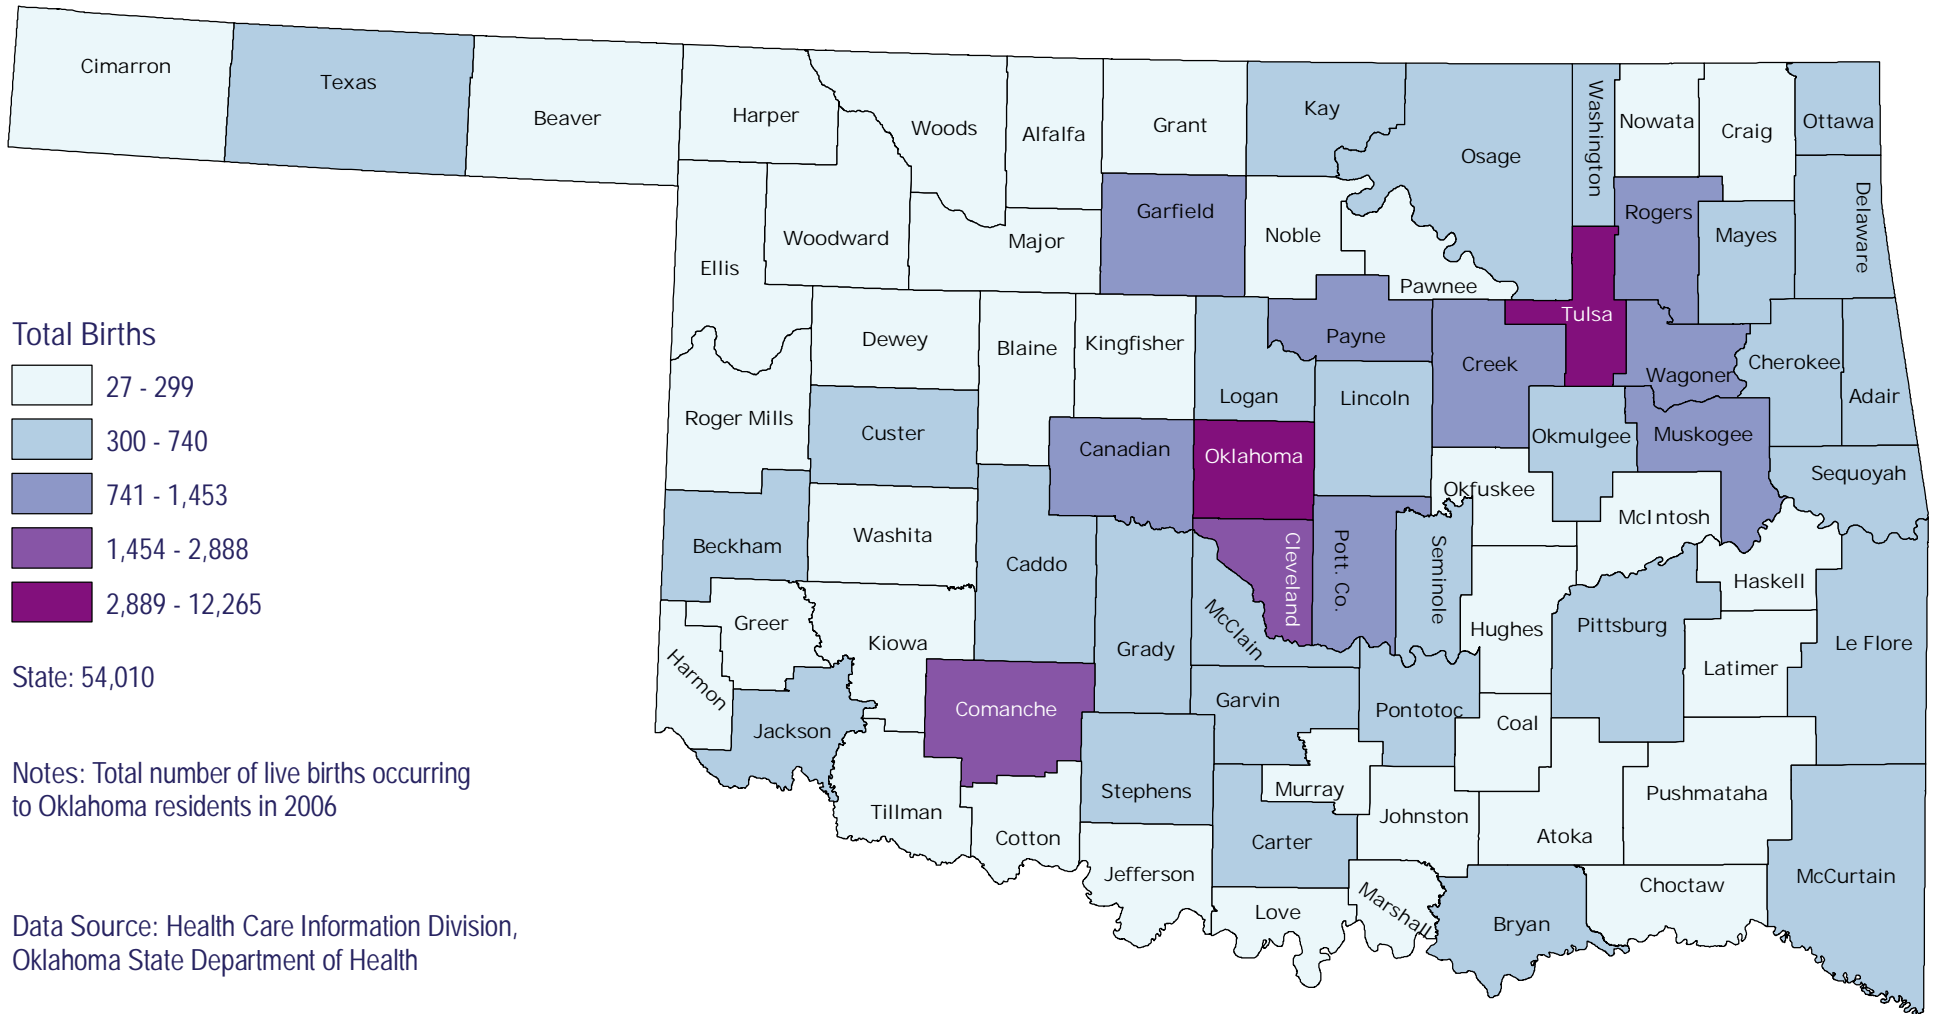 Cimarron
Texas
Beaver
Harper
Woods
Alfalfa
Grant
Kay
Osage
Washington
Nowata
Craig
Ottawa
Delaware
Ellis
Woodward
Major
Garfield
Noble
Pawnee
Rogers
Mayes
Tulsa
Dewey
Blaine
Kingfisher
Logan
Payne
Lincoln
Creek
Wagoner
Cherokee
Adair
Roger Mills
Custer
Canadian
Oklahoma
Okfuskee
Okmulgee
Muskogee
Sequoyah
McIntosh
Beckham
Washita
Caddo
Grady
McClain
Cleveland
Pott. Co.
Seminole
Hughes
Pittsburg
Haskell
Le Flore
Latimer
Harmon
Greer
Kiowa
Jackson
Comanche
Garvin
Pontotoc
Coal
Tillman
Cotton
Stephens
Murray
Johnston
Atoka
Pushmataha
Carter
Jefferson
Love
Marshall
Bryan
Choctaw
McCurtain
Total Births
27 - 299
300 - 740
741 - 1,453
1,454 - 2,888
2,889 - 12,265
State: 54,010
Notes: Total number of live births occurring
to Oklahoma residents in 2006
Data Source: Health Care Information Division,
Oklahoma State Department of Health